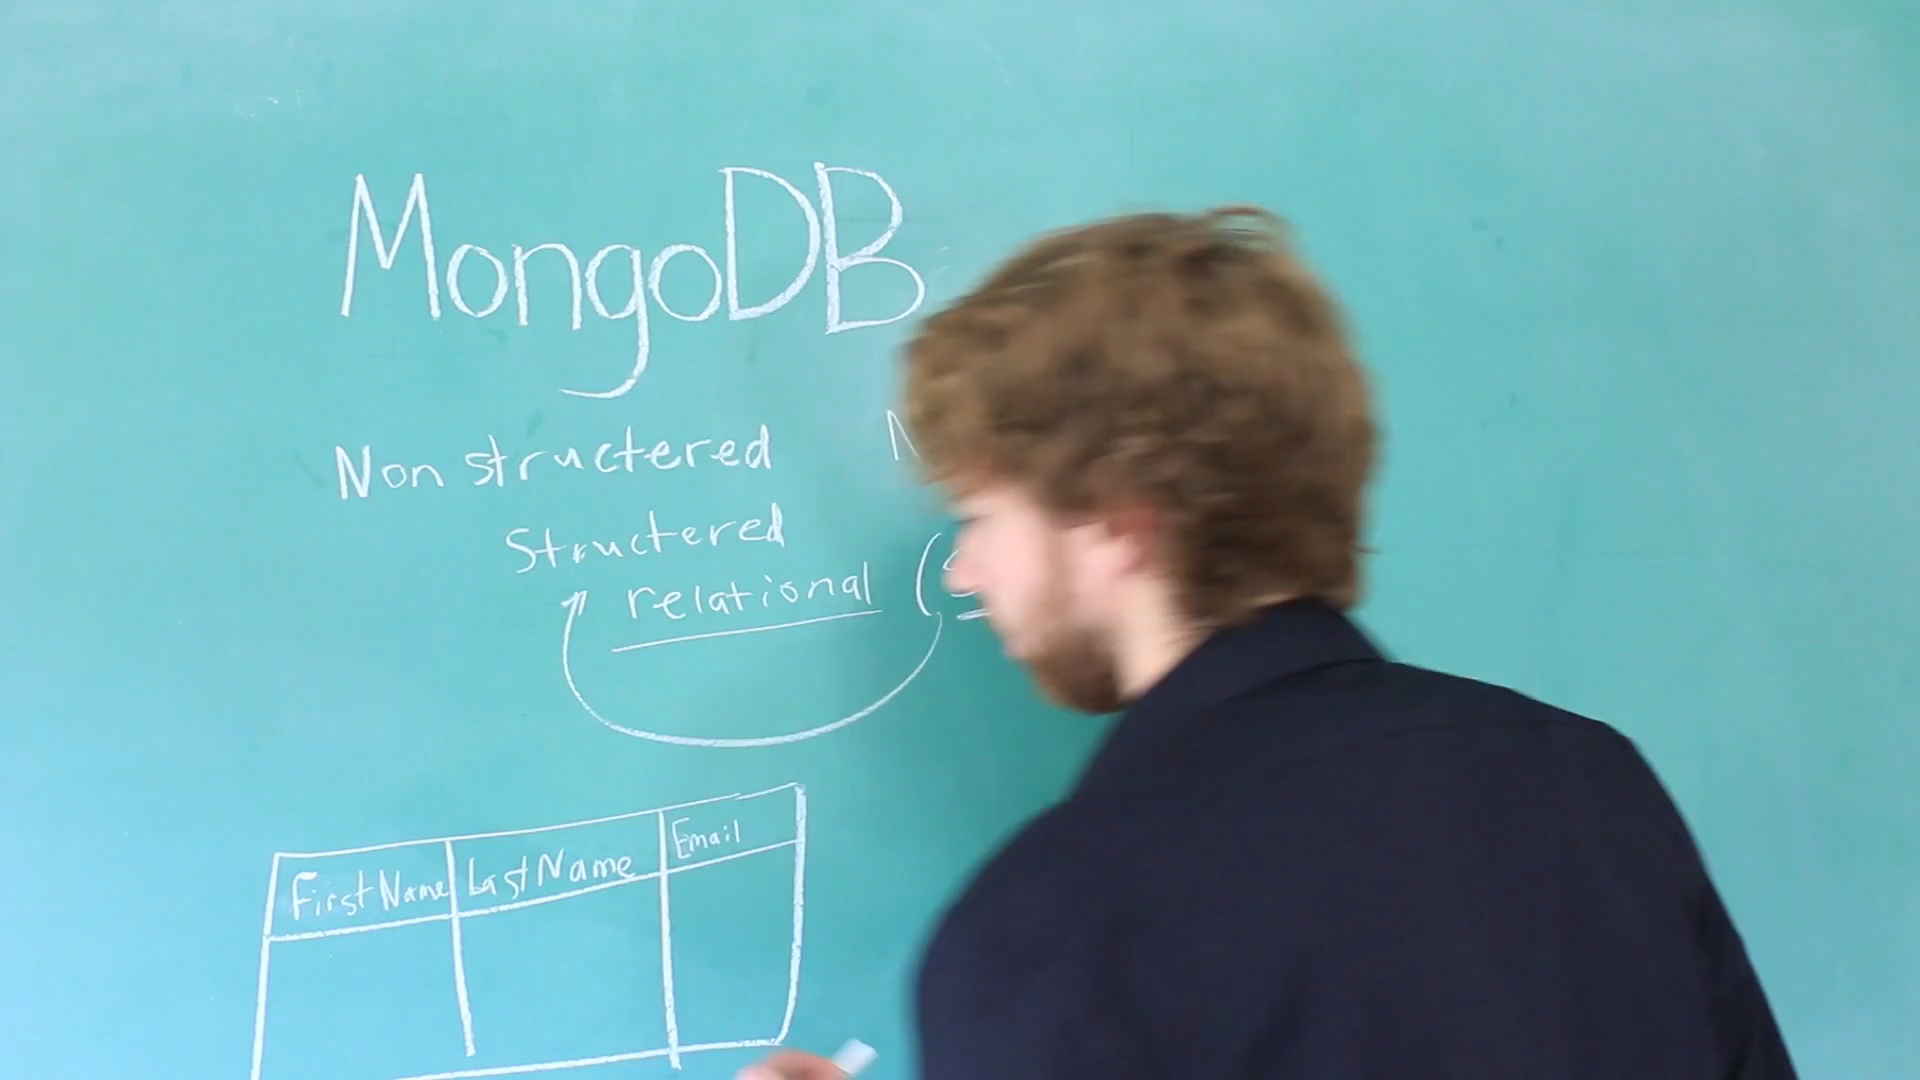 MongoDB
Non structered
Structered
relational
First Name Last Name Email